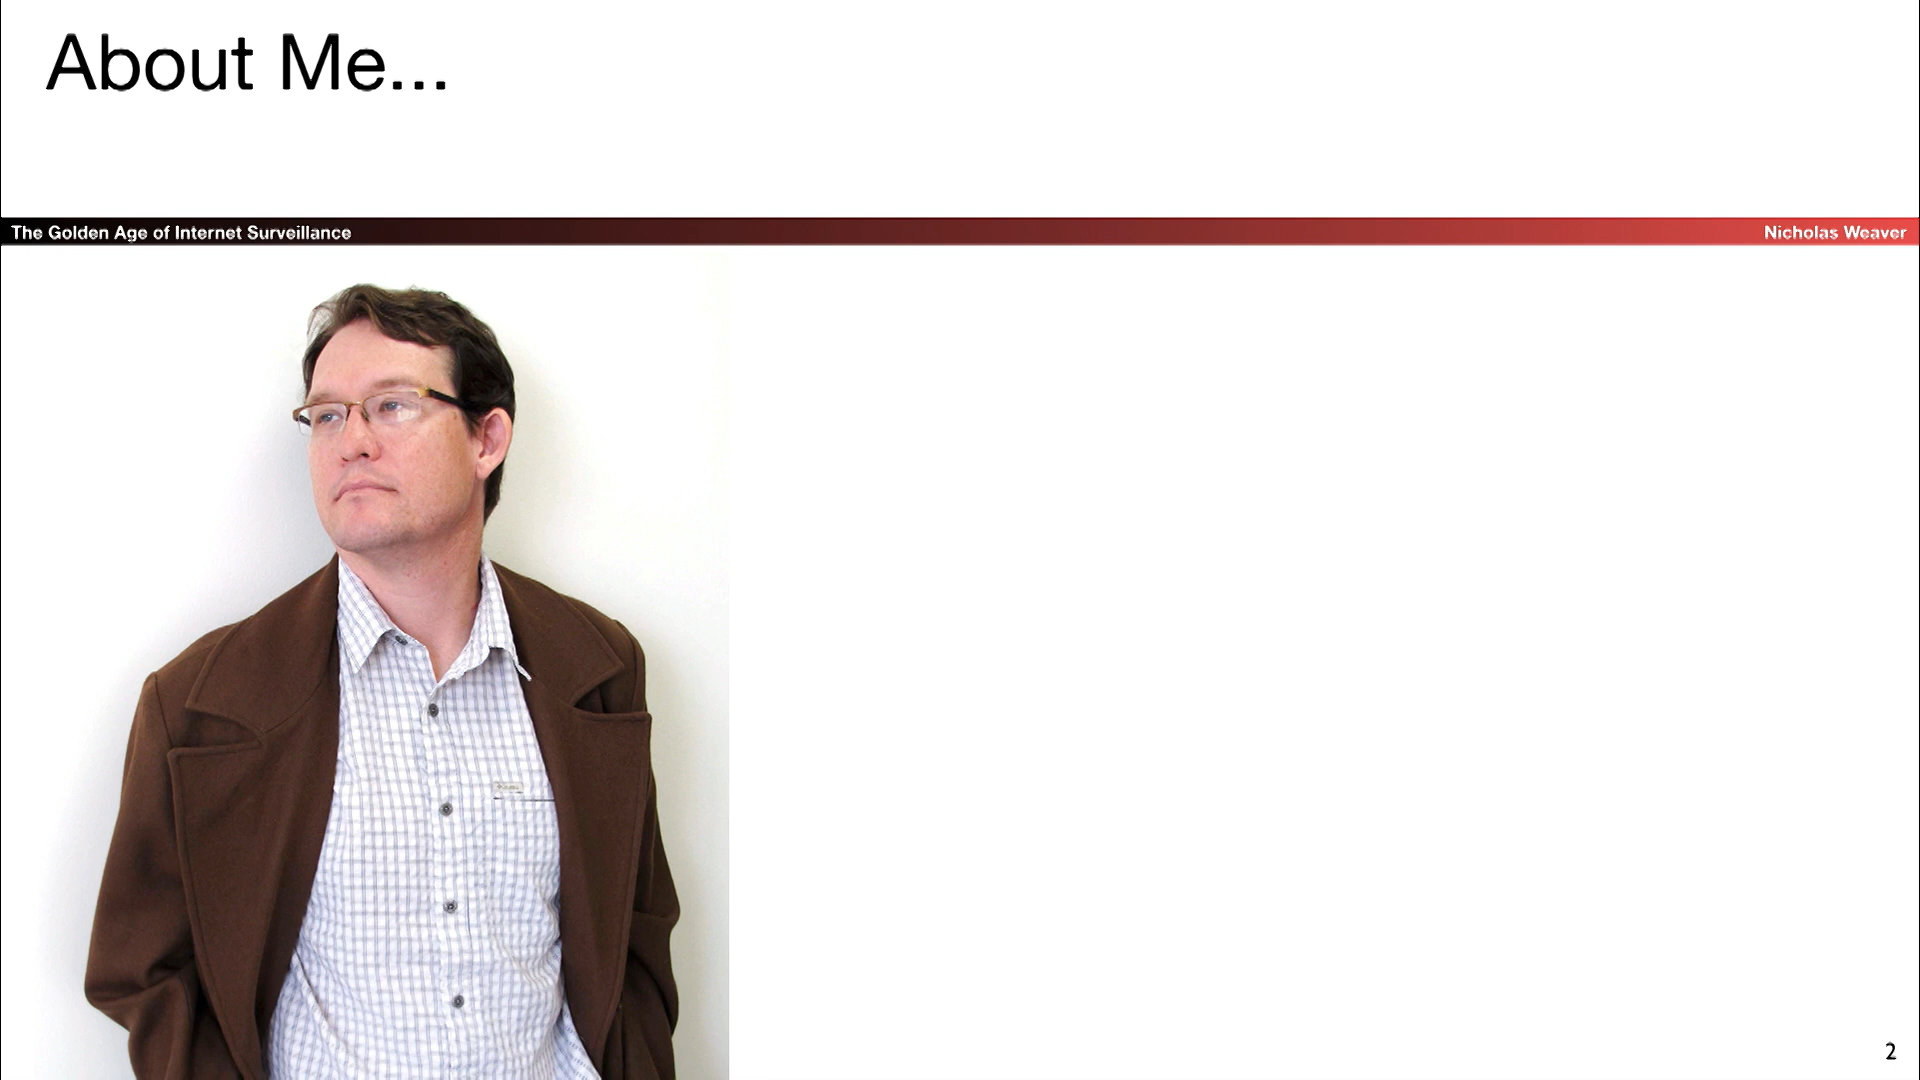 About Me...
The Golden Age of Internet Surveillance
Nicholas Weaver
2